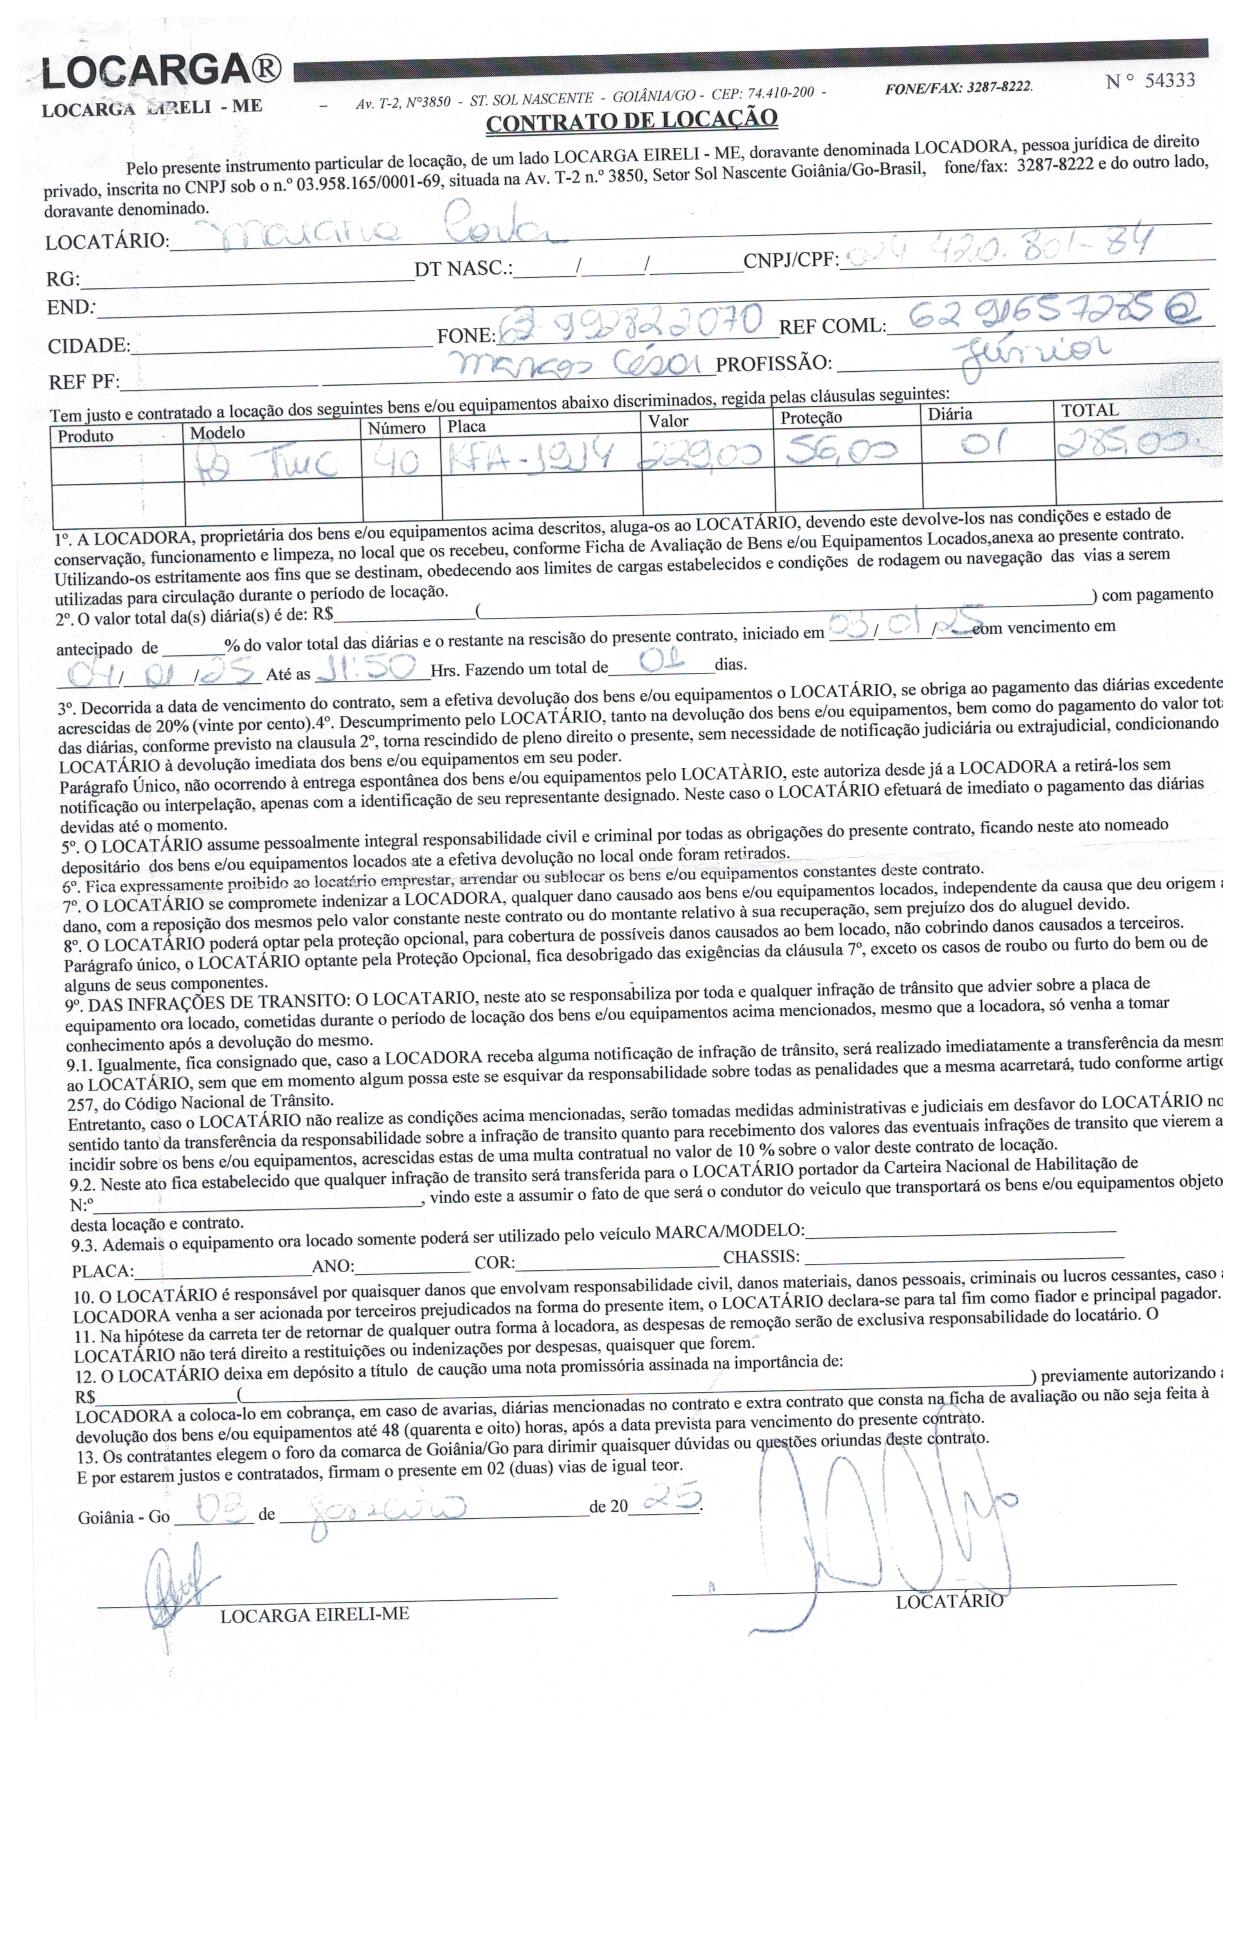 LOCARGA®
LOCARGA EIRELI - ME – Av. T-2, N°3850 - ST. SOL NASCENTE - GOIÂNIA/GO - CEP: 74.410-200 - FONE/FAX: 3287-8222. N° 54333
CONTRATO DE LOCAÇÃO
Pelo presente instrumento particular de locação, de um lado LOCARGA EIRELI - ME, doravante denominada LOCADORA, pessoa jurídica de direito
privado, inscrita no CNPJ sob o n.º 03.958.165/0001-69, situada na Av. T-2 n.º 3850, Setor Sol Nascente Goiânia/Go-Brasil, fone/fax: 3287-8222 e do outro lado,
doravante denominado.
LOCATÁRIO: Mariana Costa
RG: DT NASC.: / / CNPJ/CPF: 024 420.801-84
END.:
CIDADE: FONE: 63 992822070 REF COML: 62 91657285
REF PF: Marcos César PROFISSÃO: Júnior
Tem justo e contratado a locação dos seguintes bens e/ou equipamentos abaixo discriminados, regida pelas cláusulas seguintes:
Produto Modelo Número Placa Valor Proteção Diária TOTAL
40 KFA-1914 229,00 56,00 01 285,00.
1º. A LOCADORA, proprietária dos bens e/ou equipamentos acima descritos, aluga-os ao LOCATÁRIO, devendo este devolve-los nas condições e estado de
conservação, funcionamento e limpeza, no local que os recebeu, conforme Ficha de Avaliação de Bens e/ou Equipamentos Locados,anexa ao presente contrato.
Utilizando-os estritamente aos fins que se destinam, obedecendo aos limites de cargas estabelecidos e condições de rodagem ou navegação das vias a serem
utilizadas para circulação durante o período de locação.
2º. O valor total da(s) diária(s) é de: R$ ( ) com pagamento
antecipado de % do valor total das diárias e o restante na rescisão do presente contrato, iniciado em 03/01/25 com vencimento em
04/01/25 Até as 11:50 Hrs. Fazendo um total de 01 dias.
3º. Decorrida a data de vencimento do contrato, sem a efetiva devolução dos bens e/ou equipamentos o LOCATÁRIO, se obriga ao pagamento das diárias excedente
acrescidas de 20% (vinte por cento).4º. Descumprimento pelo LOCATÁRIO, tanto na devolução dos bens e/ou equipamentos, bem como do pagamento do valor tot
das diárias, conforme previsto na clausula 2º, torna rescindido de pleno direito o presente, sem necessidade de notificação judiciária ou extrajudicial, condicionando
LOCATÁRIO à devolução imediata dos bens e/ou equipamentos em seu poder.
Parágrafo Único, não ocorrendo à entrega espontânea dos bens e/ou equipamentos pelo LOCATÀRIO, este autoriza desde já a LOCADORA a retirá-los sem
notificação ou interpelação, apenas com a identificação de seu representante designado. Neste caso o LOCATÁRIO efetuará de imediato o pagamento das diárias
devidas até o momento.
5º. O LOCATÁRIO assume pessoalmente integral responsabilidade civil e criminal por todas as obrigações do presente contrato, ficando neste ato nomeado
depositário dos bens e/ou equipamentos locados ate a efetiva devolução no local onde foram retirados.
6º. Fica expressamente proibido ao locatário emprestar, arrendar ou sublocar os bens e/ou equipamentos constantes deste contrato.
7º. O LOCATÁRIO se compromete indenizar a LOCADORA, qualquer dano causado aos bens e/ou equipamentos locados, independente da causa que deu origem a
dano, com a reposição dos mesmos pelo valor constante neste contrato ou do montante relativo à sua recuperação, sem prejuízo dos do aluguel devido.
8º. O LOCATÁRIO poderá optar pela proteção opcional, para cobertura de possíveis danos causados ao bem locado, não cobrindo danos causados a terceiros.
Parágrafo único, o LOCATÁRIO optante pela Proteção Opcional, fica desobrigado das exigências da cláusula 7º, exceto os casos de roubo ou furto do bem ou de
alguns de seus componentes.
9º. DAS INFRAÇÕES DE TRANSITO: O LOCATARIO, neste ato se responsabiliza por toda e qualquer infração de trânsito que advier sobre a placa de
equipamento ora locado, cometidas durante o período de locação dos bens e/ou equipamentos acima mencionados, mesmo que a locadora, só venha a tomar
conhecimento após a devolução do mesmo.
9.1. Igualmente, fica consignado que, caso a LOCADORA receba alguma notificação de infração de trânsito, será realizado imediatamente a transferência da mesm
ao LOCATÁRIO, sem que em momento algum possa este se esquivar da responsabilidade sobre todas as penalidades que a mesma acarretará, tudo conforme artigo
257, do Código Nacional de Trânsito.
Entretanto, caso o LOCATÁRIO não realize as condições acima mencionadas, serão tomadas medidas administrativas e judiciais em desfavor do LOCATÁRIO no
sentido tanto da transferência da responsabilidade sobre a infração de transito quanto para recebimento dos valores das eventuais infrações de transito que vierem a
incidir sobre os bens e/ou equipamentos, acrescidas estas de uma multa contratual no valor de 10 % sobre o valor deste contrato de locação.
9.2. Neste ato fica estabelecido que qualquer infração de transito será transferida para o LOCATÁRIO portador da Carteira Nacional de Habilitação de
N:º , vindo este a assumir o fato de que será o condutor do veiculo que transportará os bens e/ou equipamentos objeto
desta locação e contrato.
9.3. Ademais o equipamento ora locado somente poderá ser utilizado pelo veículo MARCA/MODELO:
PLACA: ANO: COR: CHASSIS:
10. O LOCATÁRIO é responsável por quaisquer danos que envolvam responsabilidade civil, danos materiais, danos pessoais, criminais ou lucros cessantes, caso a
LOCADORA venha a ser acionada por terceiros prejudicados na forma do presente item, o LOCATÁRIO declara-se para tal fim como fiador e principal pagador.
11. Na hipótese da carreta ter de retornar de qualquer outra forma à locadora, as despesas de remoção serão de exclusiva responsabilidade do locatário. O
LOCATÁRIO não terá direito a restituições ou indenizações por despesas, quaisquer que forem.
12. O LOCATÁRIO deixa em depósito a título de caução uma nota promissória assinada na importância de:
R$ ( ) previamente autorizando a
LOCADORA a coloca-lo em cobrança, em caso de avarias, diárias mencionadas no contrato e extra contrato que consta na ficha de avaliação ou não seja feita à
devolução dos bens e/ou equipamentos até 48 (quarenta e oito) horas, após a data prevista para vencimento do presente contrato.
13. Os contratantes elegem o foro da comarca de Goiânia/Go para dirimir quaisquer dúvidas ou questões oriundas deste contrato.
E por estarem justos e contratados, firmam o presente em 02 (duas) vias de igual teor.
Goiânia - Go 03 de janeiro de 2025.
LOCARGA EIRELI-ME LOCATÁRIO